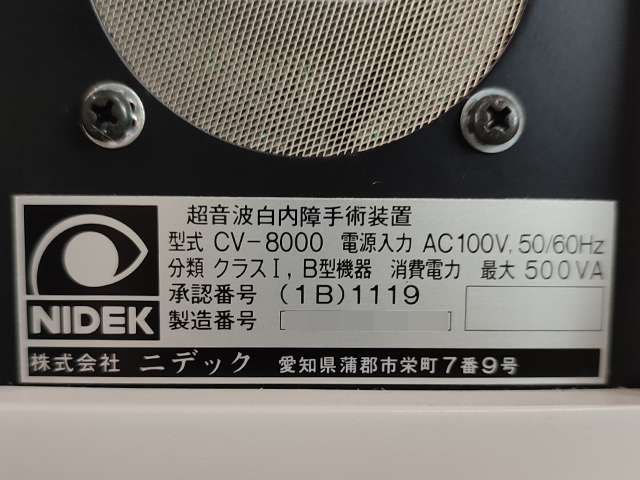 超音波白内障手術装置
型式 CV-8000 電源入力 AC100V, 50/60Hz
分類 クラスI, B型機器 消費電力 最大 500VA
承認番号 (1B)1119
製造番号
NIDEK
株式会社 ニデック 愛知県蒲郡市栄町7番9号